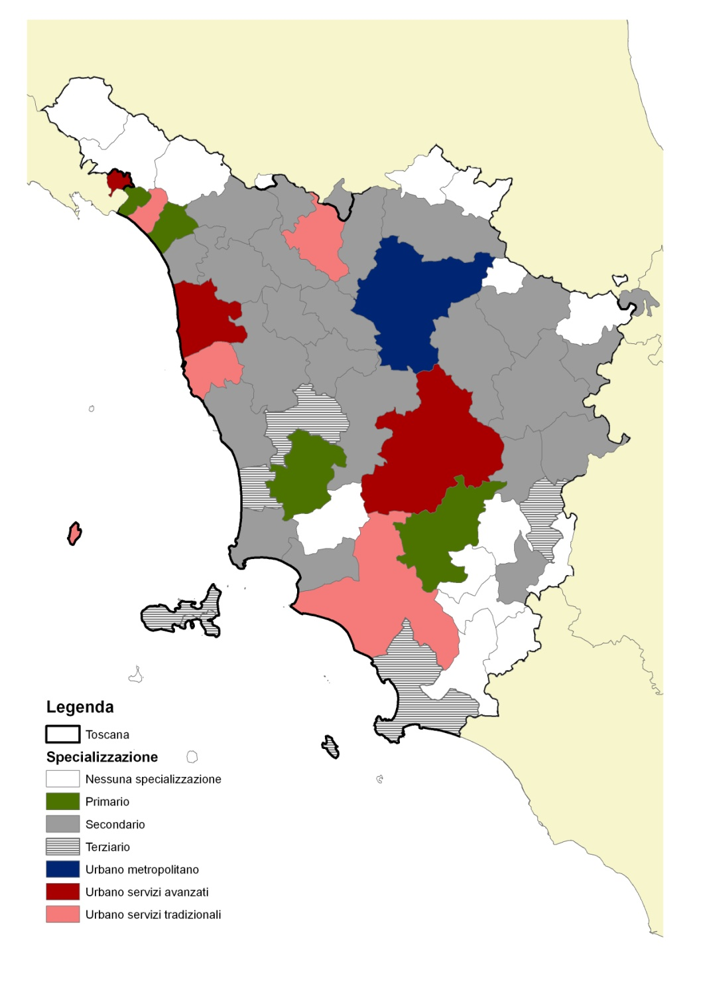 Legenda
Toscana
Specializzazione
Nessuna specializzazione
Primario
Secondario
Terziario
Urbano metropolitano
Urbano servizi avanzati
Urbano servizi tradizionali